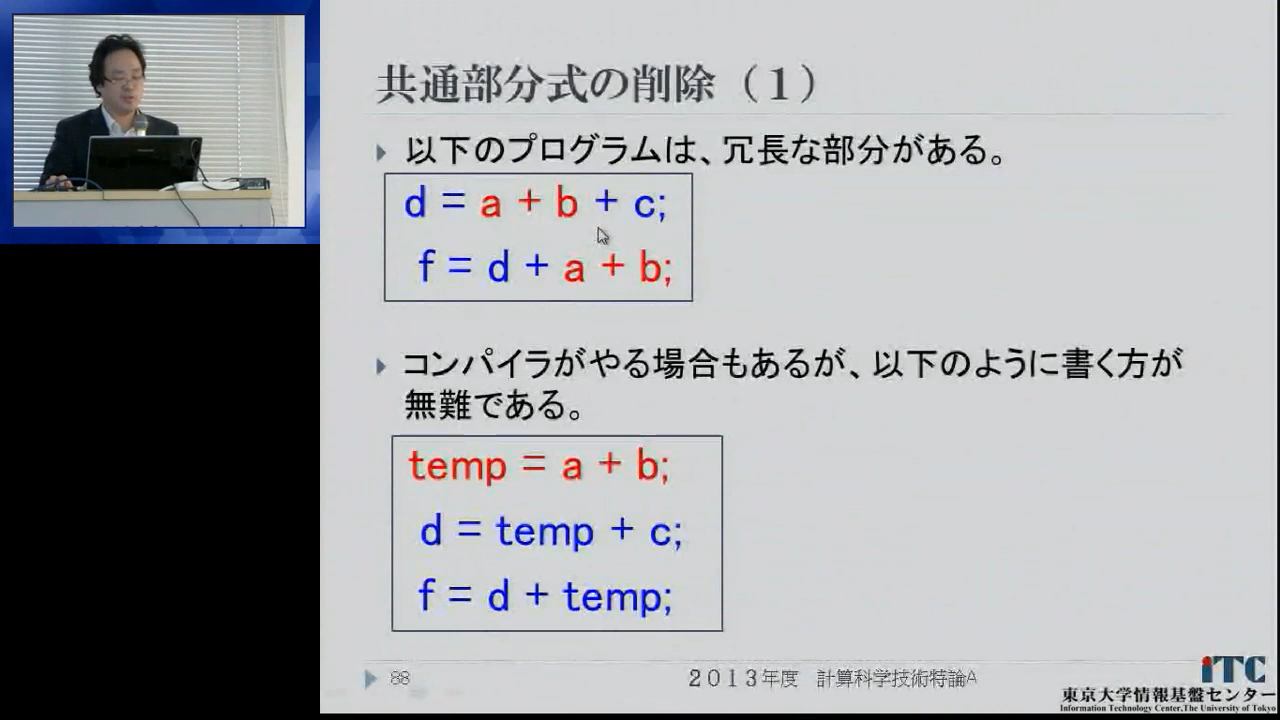 共通部分式の削除（１）
以下のプログラムは、冗長な部分がある。
d = a + b + c;
f = d + a + b;
コンパイラがやる場合もあるが、以下のように書く方が
無難である。
temp = a + b;
d = temp + c;
f = d + temp;
88
２０１３年度　計算科学技術特論A
iTC
東京大学情報基盤センター
Information Technology Center,The University of Tokyo